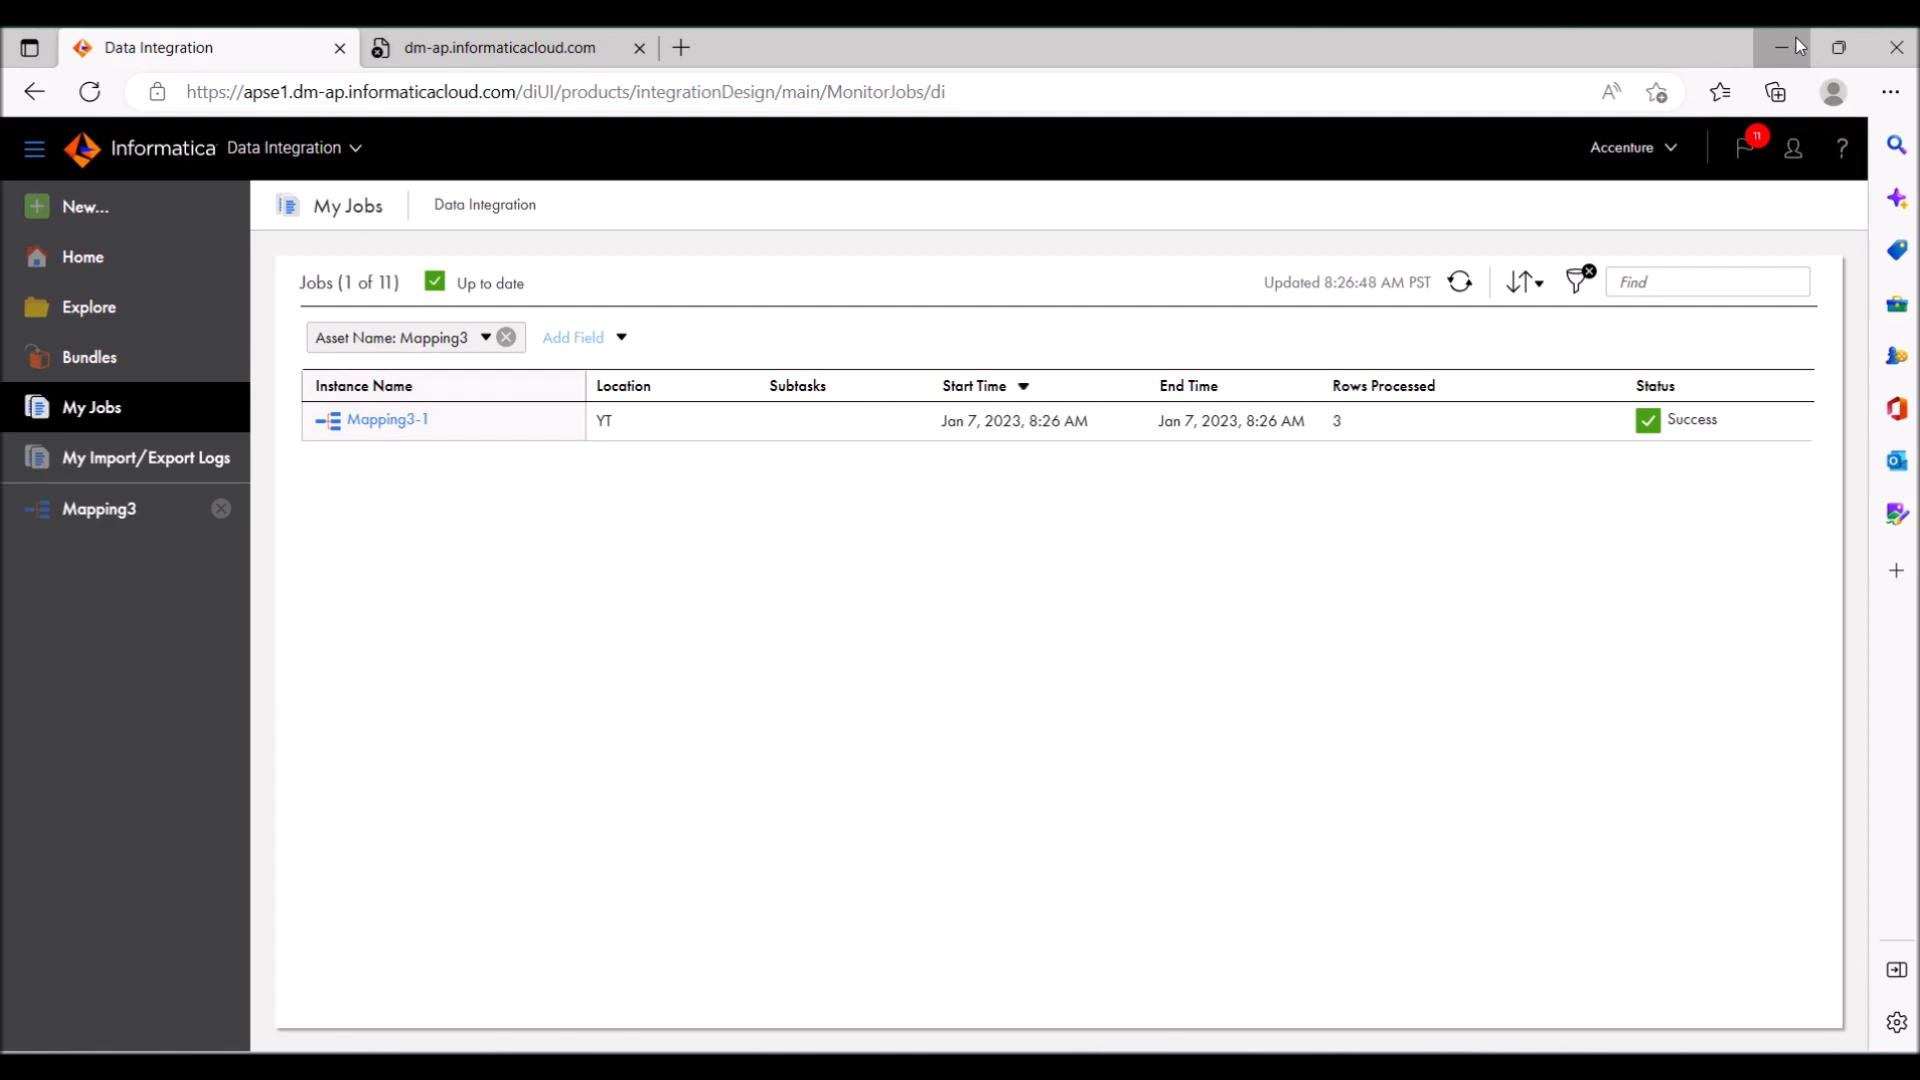 Data Integration
dm-ap.informaticacloud.com
https://apse1.dm-ap.informaticacloud.com/diUI/products/integrationDesign/main/MonitorJobs/di
Informatica Data Integration
Accenture
11
?
New...
Home
Explore
Bundles
My Jobs
My Import/Export Logs
Mapping3
My Jobs
Data Integration
Jobs (1 of 11)
Up to date
Updated 8:26:48 AM PST
Find
Asset Name: Mapping3
Add Field
Instance Name Location Subtasks Start Time End Time Rows Processed Status
Mapping3-1 YT Jan 7, 2023, 8:26 AM Jan 7, 2023, 8:26 AM 3 Success